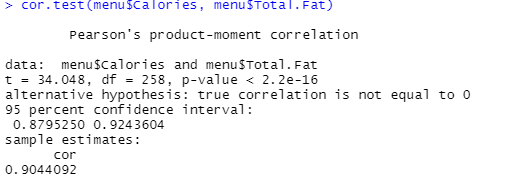 > cor.test(menu$Calories, menu$Total.Fat)
Pearson's product-moment correlation
data:  menu$Calories and menu$Total.Fat
t = 34.048, df = 258, p-value < 2.2e-16
alternative hypothesis: true correlation is not equal to 0
95 percent confidence interval:
0.8795250 0.9243604
sample estimates:
cor
0.9044092